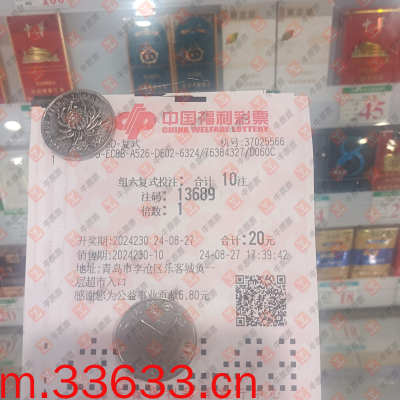 中国福利彩票
CHINA WELFARE LOTTERY
D-复式 机号:37025566
-EC8B-A526-D602-6324/76364327/D060C
组六复式投注: 合计 10注
注码: 13689
倍数: 1
开奖期:2024230 24-08-27 合计:20元
销售期:2024230-10 24-08-27 17:39:42
地址:青岛市李沧区乐客城负一
层超市入口
感谢您为公益事业贡献6.80元
45
m.33633.cn